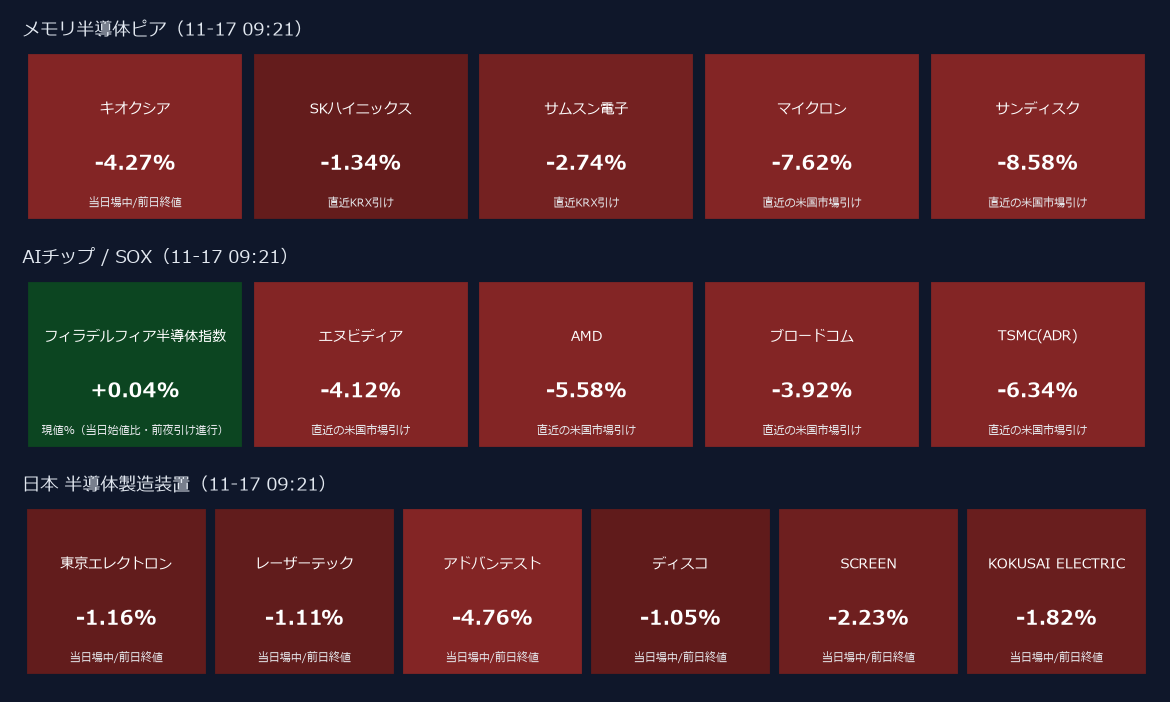 メモリ半導体ピア（11-17 09:21）
キオクシア
-4.27%
当日場中/前日終値
SKハイニックス
-1.34%
直近KRX引け
サムスン電子
-2.74%
直近KRX引け
マイクロン
-7.62%
直近の米国市場引け
サンディスク
-8.58%
直近の米国市場引け
AIチップ / SOX（11-17 09:21）
フィラデルフィア半導体指数
+0.04%
現値%（当日始値比・前夜引け進行）
エヌビディア
-4.12%
直近の米国市場引け
AMD
-5.58%
直近の米国市場引け
ブロードコム
-3.92%
直近の米国市場引け
TSMC(ADR)
-6.34%
直近の米国市場引け
日本 半導体製造装置（11-17 09:21）
東京エレクトロン
-1.16%
当日場中/前日終値
レーザーテック
-1.11%
当日場中/前日終値
アドバンテスト
-4.76%
当日場中/前日終値
ディスコ
-1.05%
当日場中/前日終値
SCREEN
-2.23%
当日場中/前日終値
KOKUSAI ELECTRIC
-1.82%
当日場中/前日終値